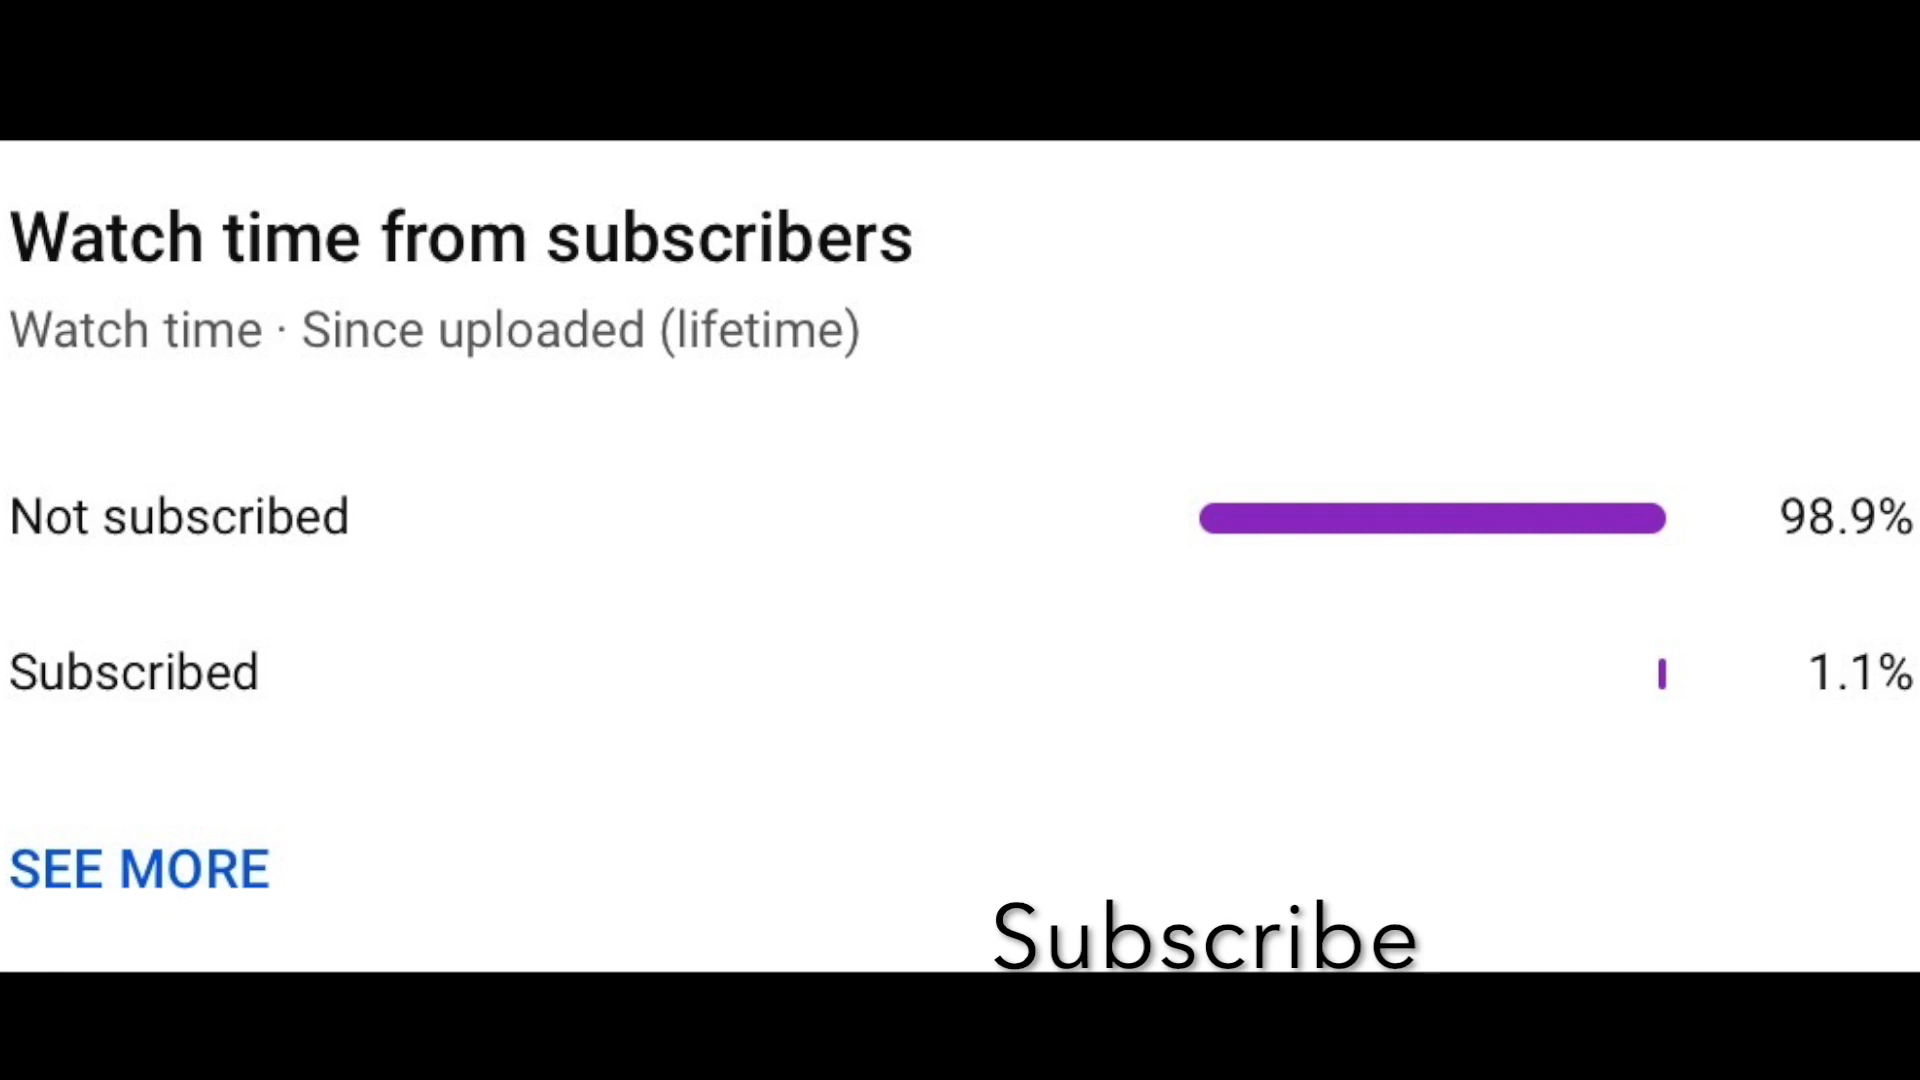 Watch time from subscribers
Watch time · Since uploaded (lifetime)
Not subscribed 98.9%
Subscribed 1.1%
SEE MORE
Subscribe